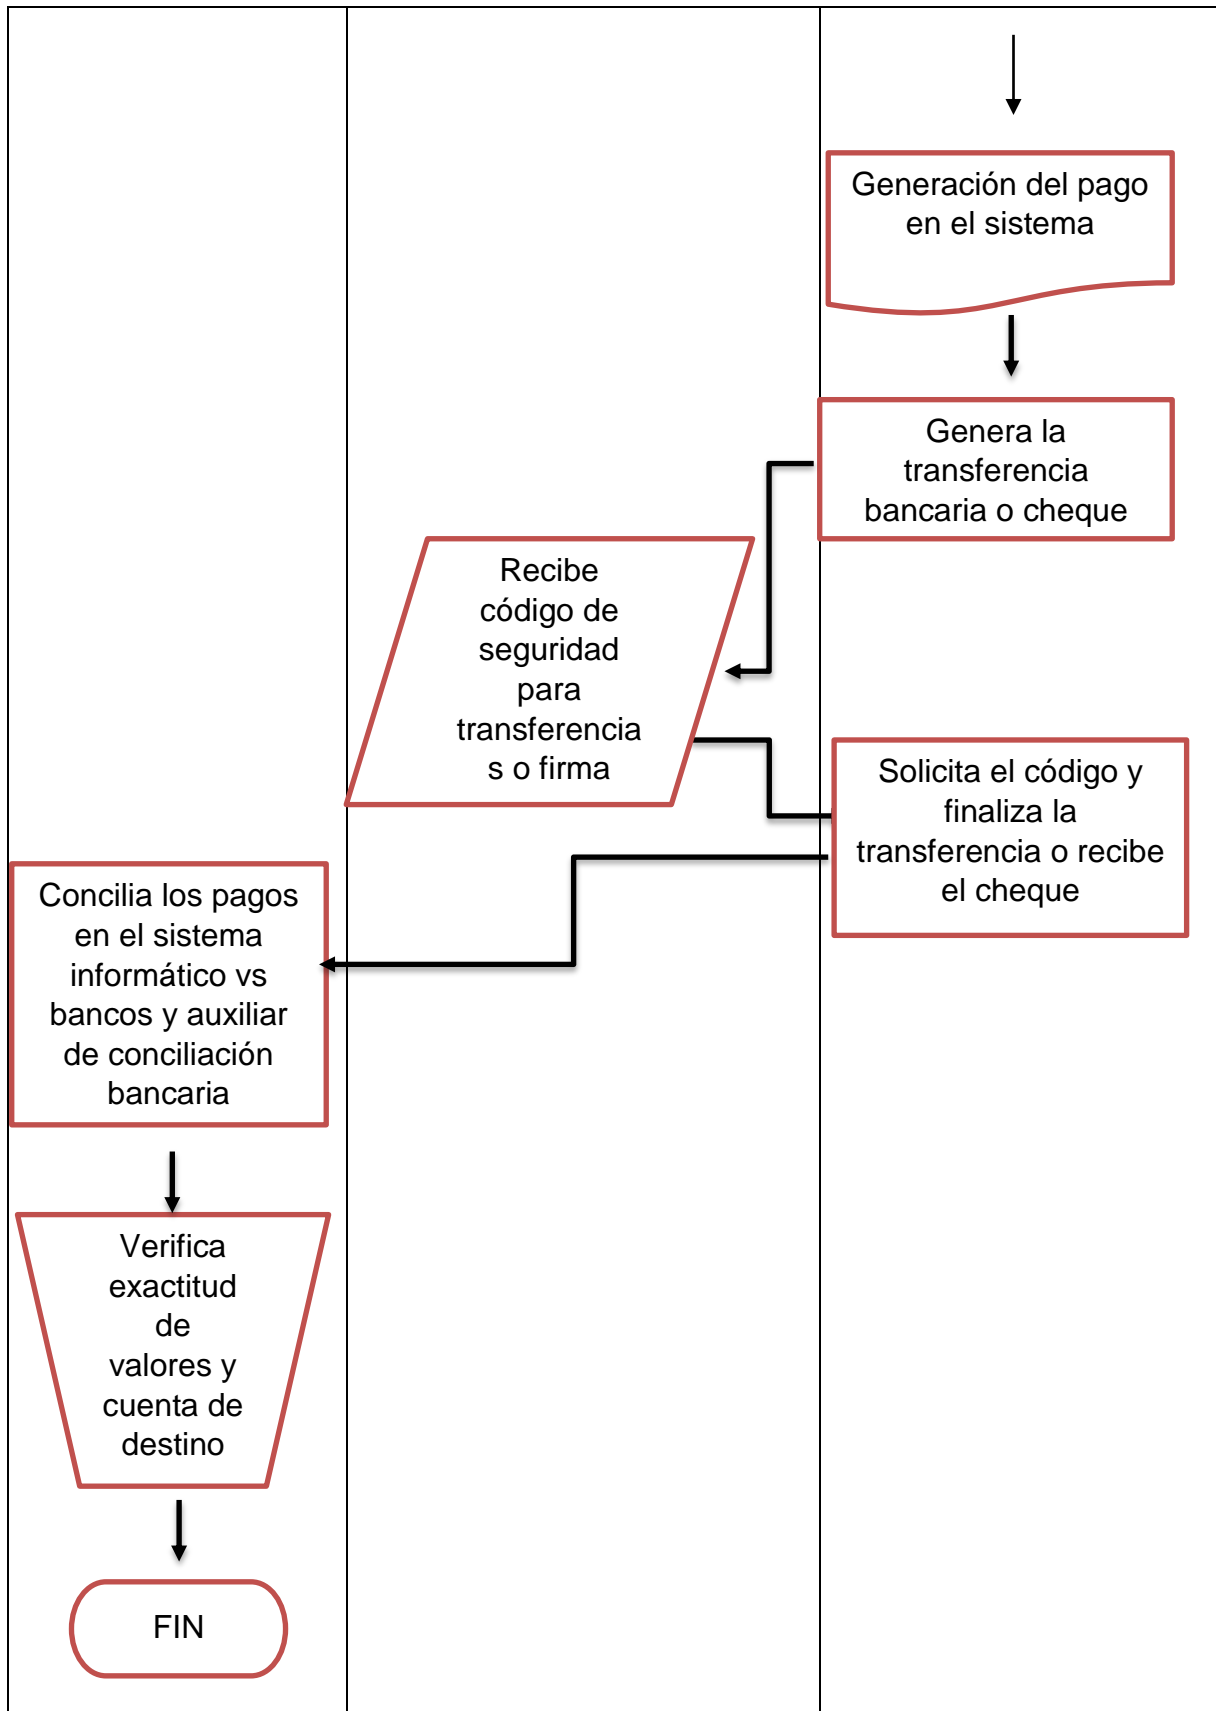 Generación del pago
en el sistema
Genera la
transferencia
bancaria o cheque
Recibe
código de
seguridad
para
transferencia
s o firma
Solicita el código y
finaliza la
transferencia o recibe
el cheque
Concilia los pagos
en el sistema
informático vs
bancos y auxiliar
de conciliación
bancaria
Verifica
exactitud
de
valores y
cuenta de
destino
FIN